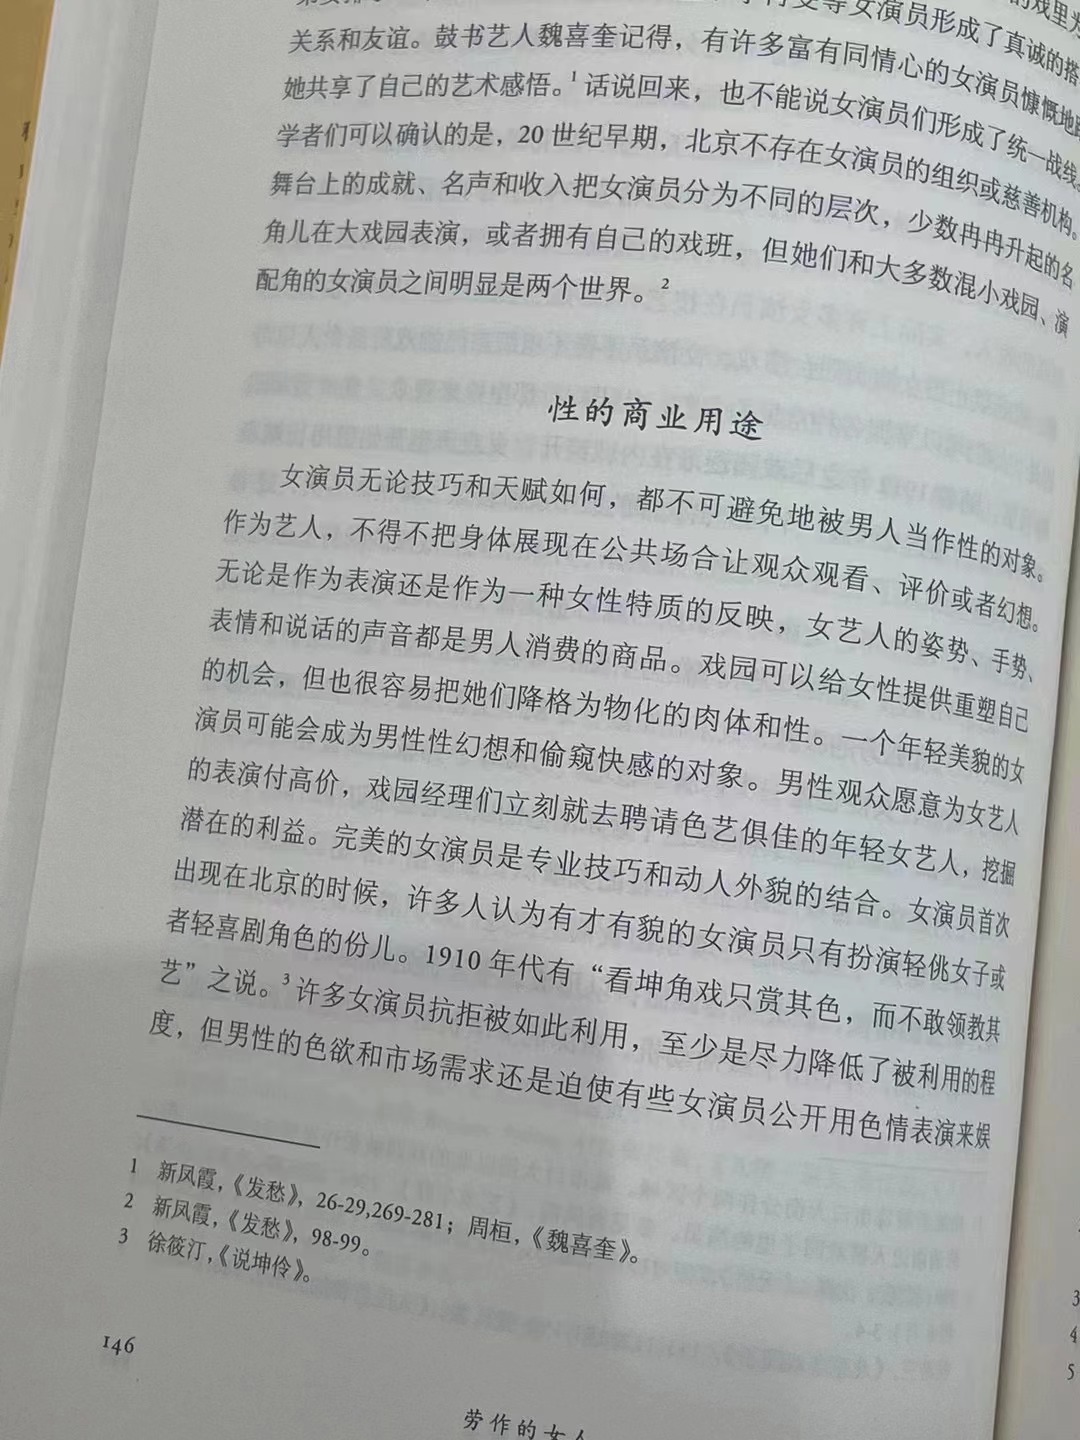 等女演员形成了真诚的搭
关系和友谊。鼓书艺人魏喜奎记得，有许多富有同情心的女演员慷慨地跟
她共享了自己的艺术感悟。1话说回来，也不能说女演员们形成了统一战线。
学者们可以确认的是，20世纪早期，北京不存在女演员的组织或慈善机构。
舞台上的成就、名声和收入把女演员分为不同的层次，少数冉冉升起的名
角儿在大戏园表演，或者拥有自己的戏班，但她们和大多数混小戏园、演
配角的女演员之间明显是两个世界。2
性的商业用途
女演员无论技巧和天赋如何，都不可避免地被男人当作性的对象。
作为艺人，不得不把身体展现在公共场合让观众观看、评价或者幻想。
无论是作为表演还是作为一种女性特质的反映，女艺人的姿势、手势、
表情和说话的声音都是男人消费的商品。戏园可以给女性提供重塑自己
的机会，但也很容易把她们降格为物化的肉体和性。一个年轻美貌的女
演员可能会成为男性性幻想和偷窥快感的对象。男性观众愿意为女艺人
的表演付高价，戏园经理们立刻就去聘请色艺俱佳的年轻女艺人，挖掘
潜在的利益。完美的女演员是专业技巧和动人外貌的结合。女演员首次
出现在北京的时候，许多人认为有才有貌的女演员只有扮演轻佻女子或
者轻喜剧角色的份儿。1910年代有“看坤角戏只赏其色，而不敢领教其
艺”之说。3许多女演员抗拒被如此利用，至少是尽力降低了被利用的程
度，但男性的色欲和市场需求还是迫使有些女演员公开用色情表演来娱
1 新凤霞，《发愁》，26-29,269-281；周桓，《魏喜奎》。
2 新凤霞，《发愁》，98-99。
3 徐筱汀，《说坤伶》。
146
劳作的女人
3
4
5